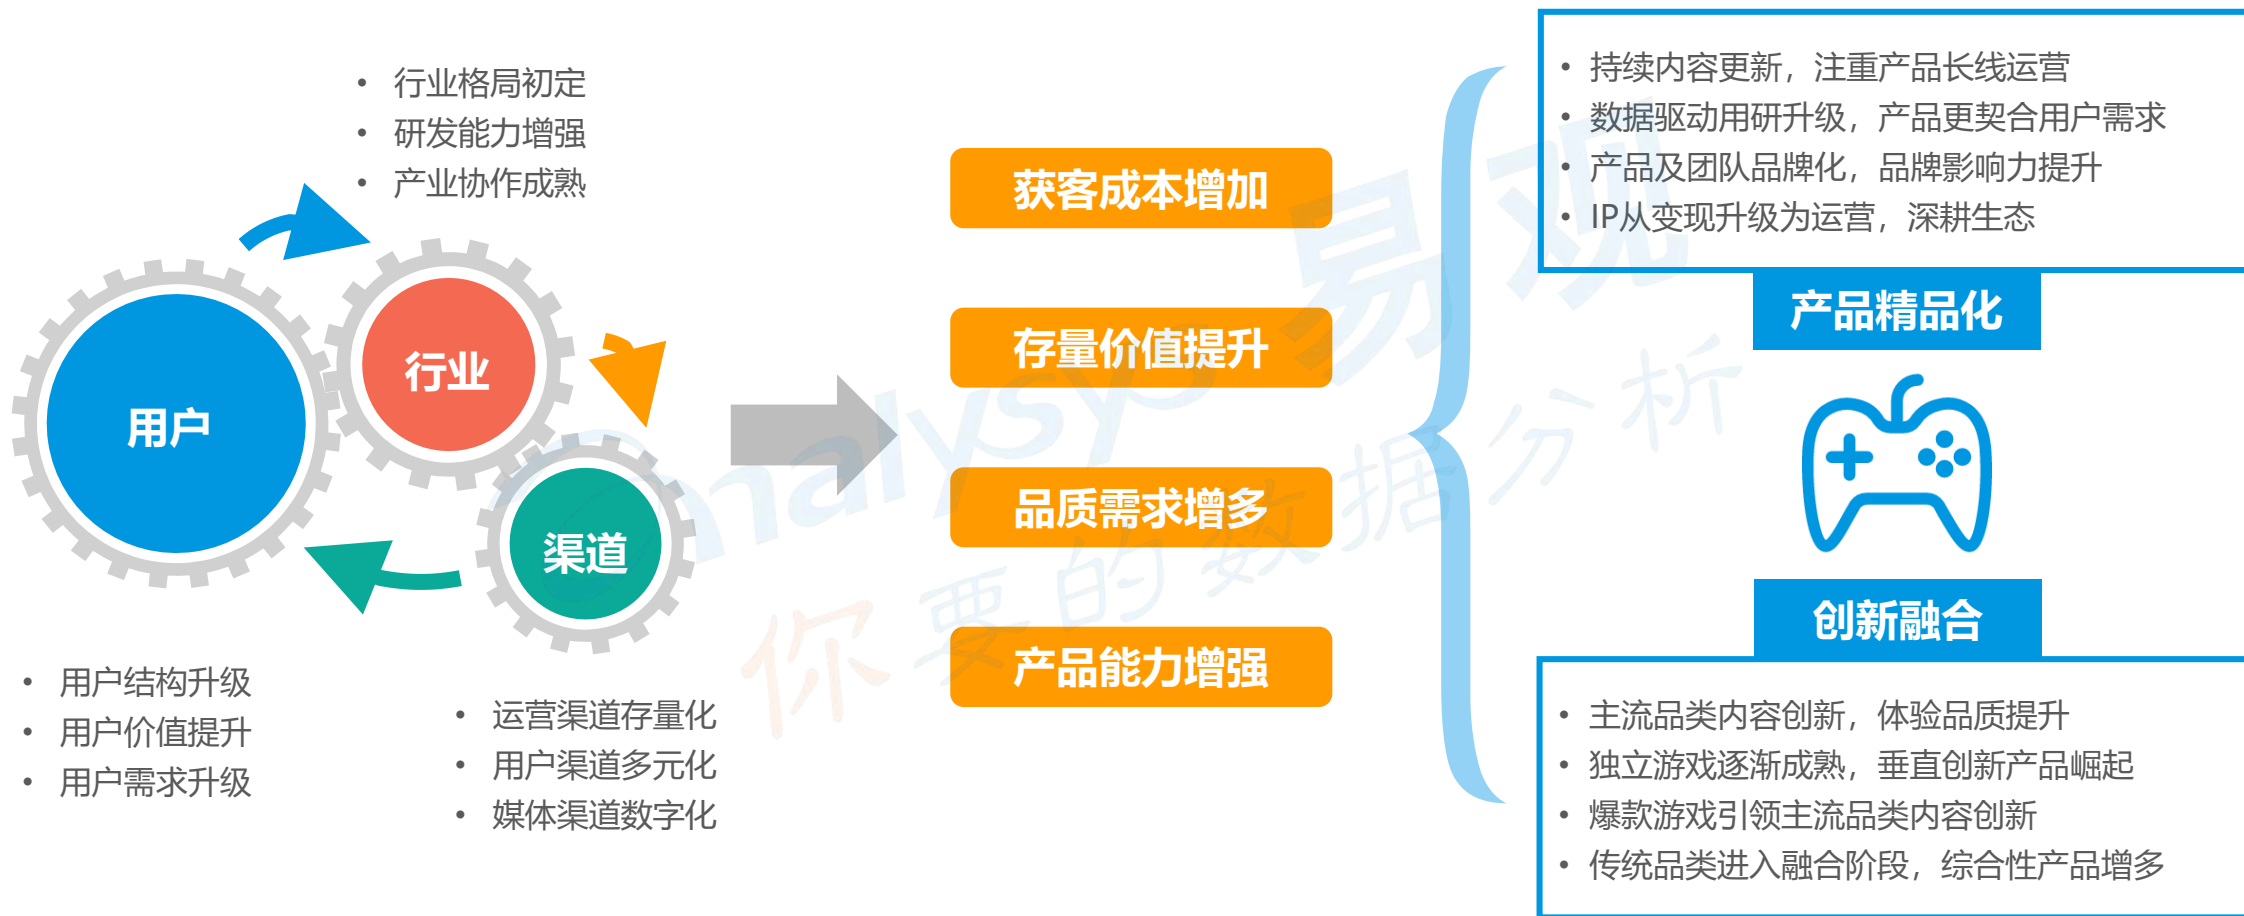 • 行业格局初定
• 研发能力增强
• 产业协作成熟
用户
行业
渠道
• 用户结构升级
• 用户价值提升
• 用户需求升级
• 运营渠道存量化
• 用户渠道多元化
• 媒体渠道数字化
获客成本增加
存量价值提升
品质需求增多
产品能力增强
• 持续内容更新，注重产品长线运营
• 数据驱动用研升级，产品更契合用户需求
• 产品及团队品牌化，品牌影响力提升
• IP从变现升级为运营，深耕生态
产品精品化
创新融合
• 主流品类内容创新，体验品质提升
• 独立游戏逐渐成熟，垂直创新产品崛起
• 爆款游戏引领主流品类内容创新
• 传统品类进入融合阶段，综合性产品增多
analysys 易观
你要的数据分析